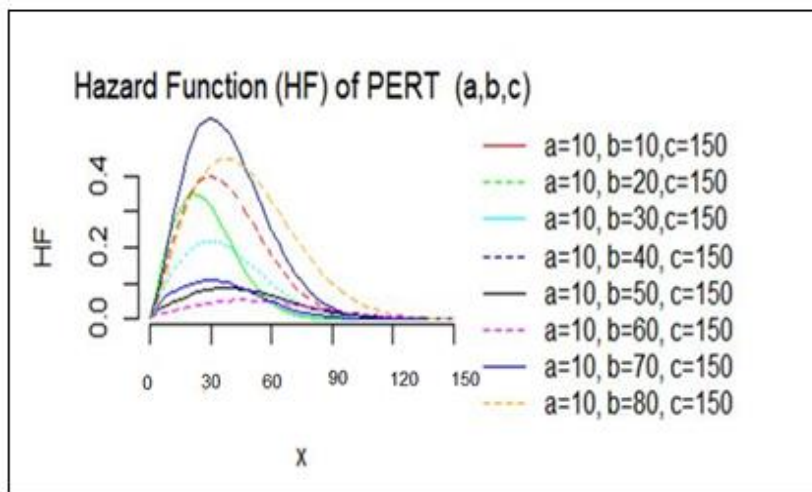 Hazard Function (HF) of PERT (a,b,c)
HF
0.4
0.2
0.0
0 30 60 90 120 150
x
a=10, b=10,c=150
a=10, b=20,c=150
a=10, b=30,c=150
a=10, b=40, c=150
a=10, b=50, c=150
a=10, b=60, c=150
a=10, b=70, c=150
a=10, b=80, c=150